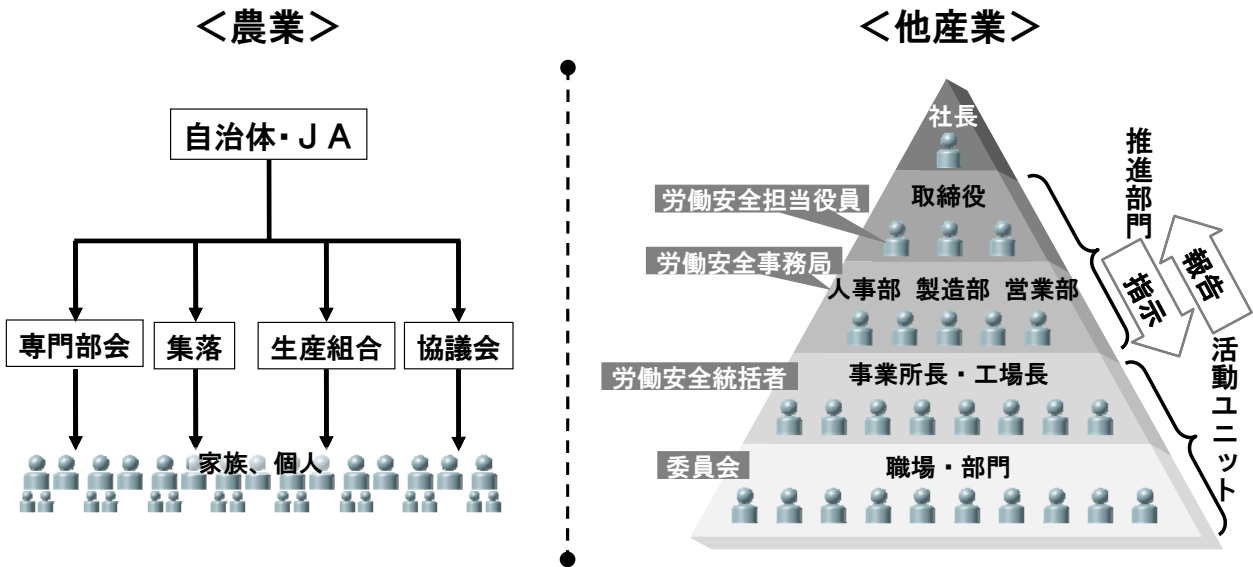 ＜農業＞
自治体・ＪＡ
専門部会
集落
生産組合
協議会
家族、個人
＜他産業＞
社長
労働安全担当役員
取締役
労働安全事務局
人事部 製造部 営業部
労働安全統括者
事業所長・工場長
委員会
職場・部門
推進部門
指示
報告
活動ユニット